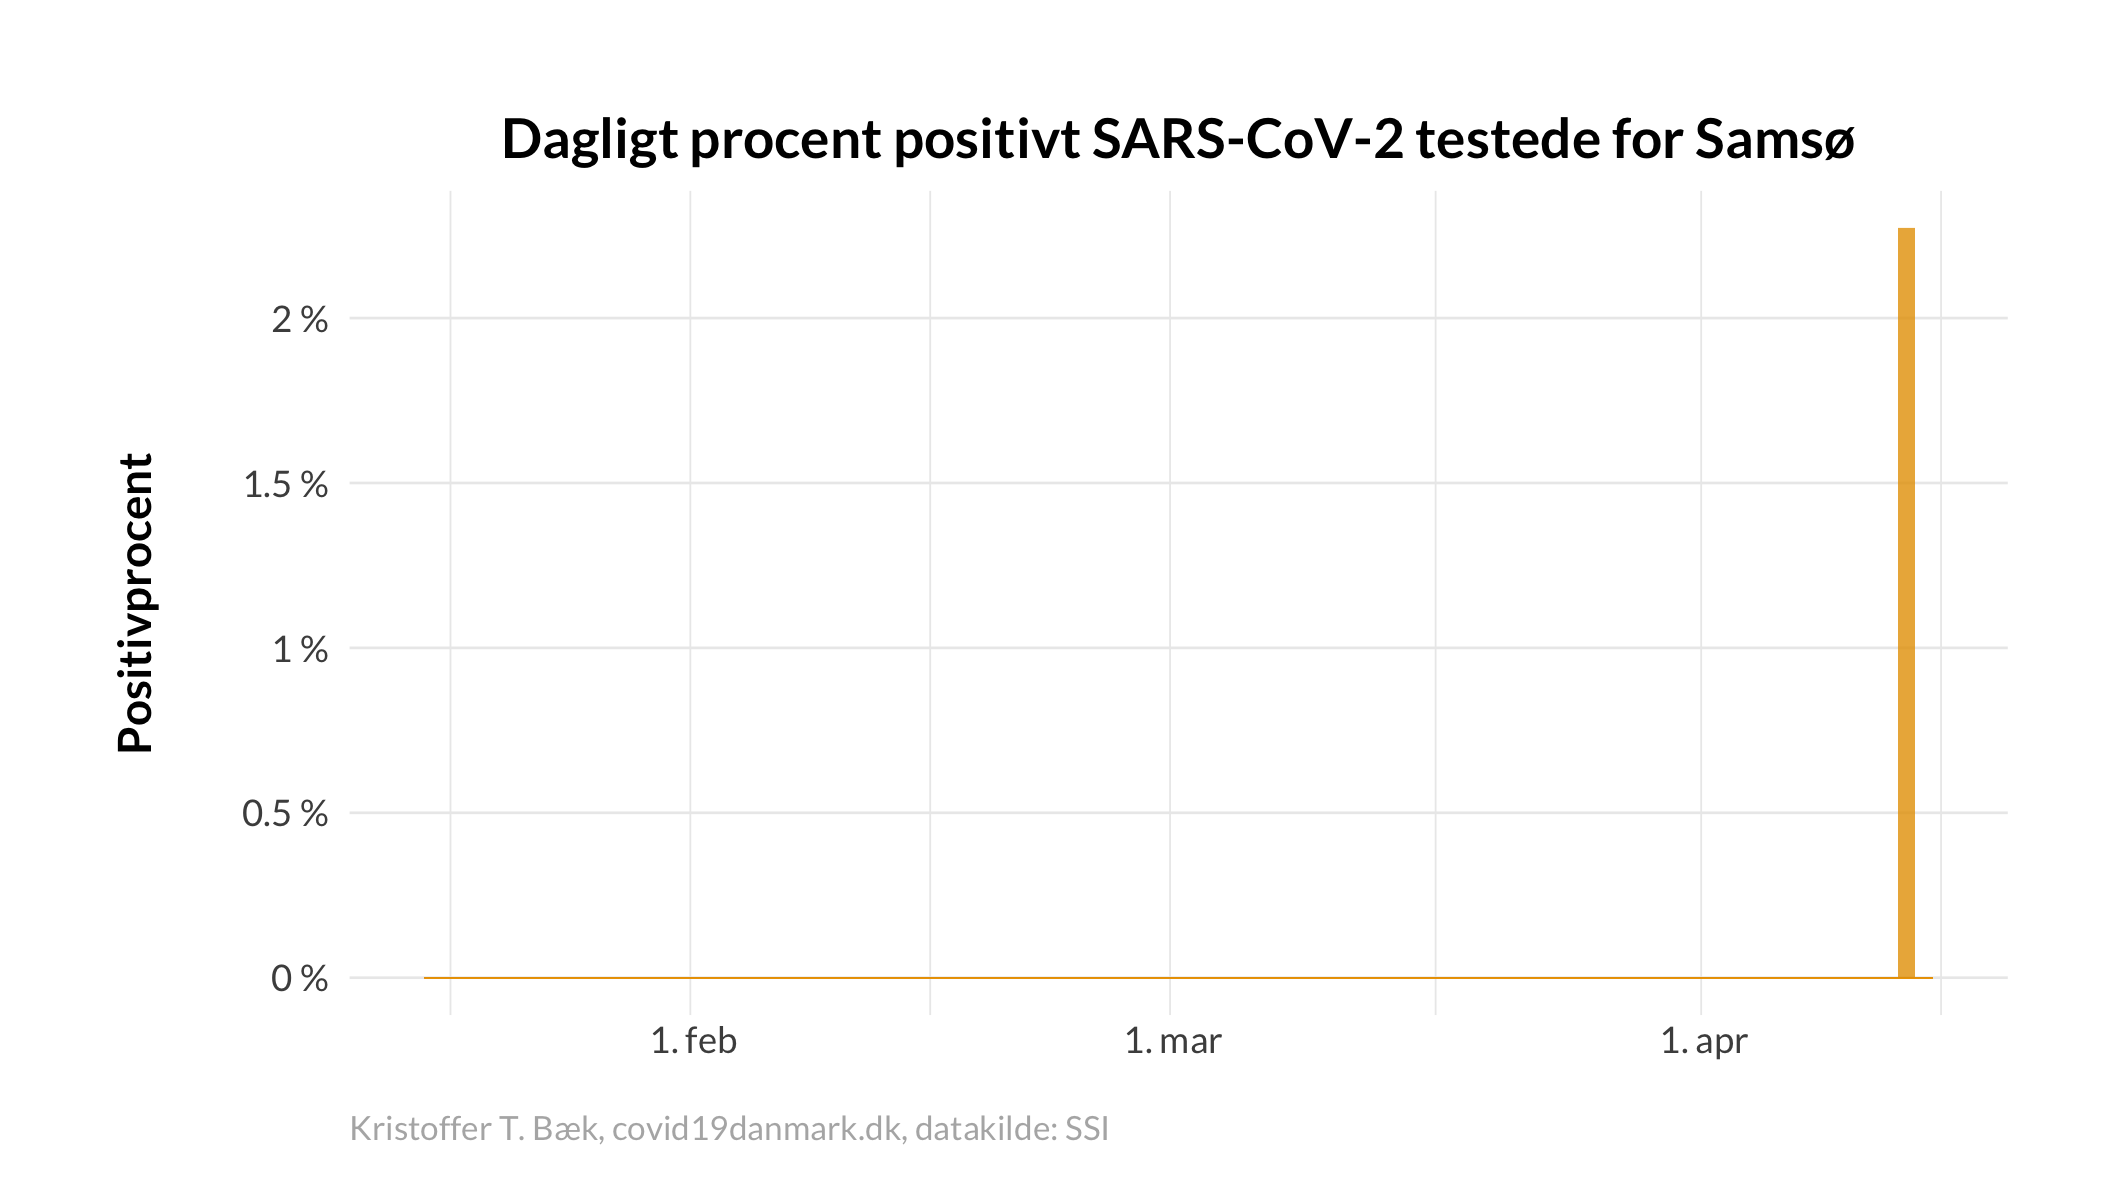 Dagligt procent positivt SARS-CoV-2 testede for Samsø
Positivprocent
2 %
1.5 %
1 %
0.5 %
0 %
1. feb
1. mar
1. apr
Kristoffer T. Bæk, covid19danmark.dk, datakilde: SSI